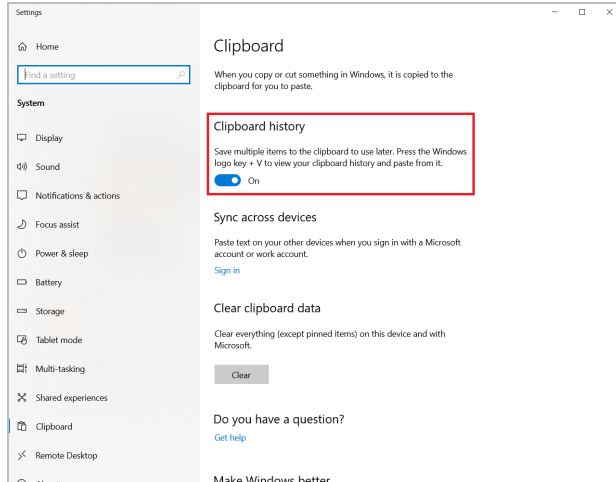 Settings
Home
Find a setting
System
Display
Sound
Notifications & actions
Focus assist
Power & sleep
Battery
Storage
Tablet mode
Multi-tasking
Shared experiences
Clipboard
Remote Desktop
Clipboard
When you copy or cut something in Windows, it is copied to the
clipboard for you to paste.
Clipboard history
Save multiple items to the clipboard to use later. Press the Windows
logo key + V to view your clipboard history and paste from it.
On
Sync across devices
Paste text on your other devices when you sign in with a Microsoft
account or work account.
Sign in
Clear clipboard data
Clear everything (except pinned items) on this device and with
Microsoft.
Clear
Do you have a question?
Get help
Make Windows better